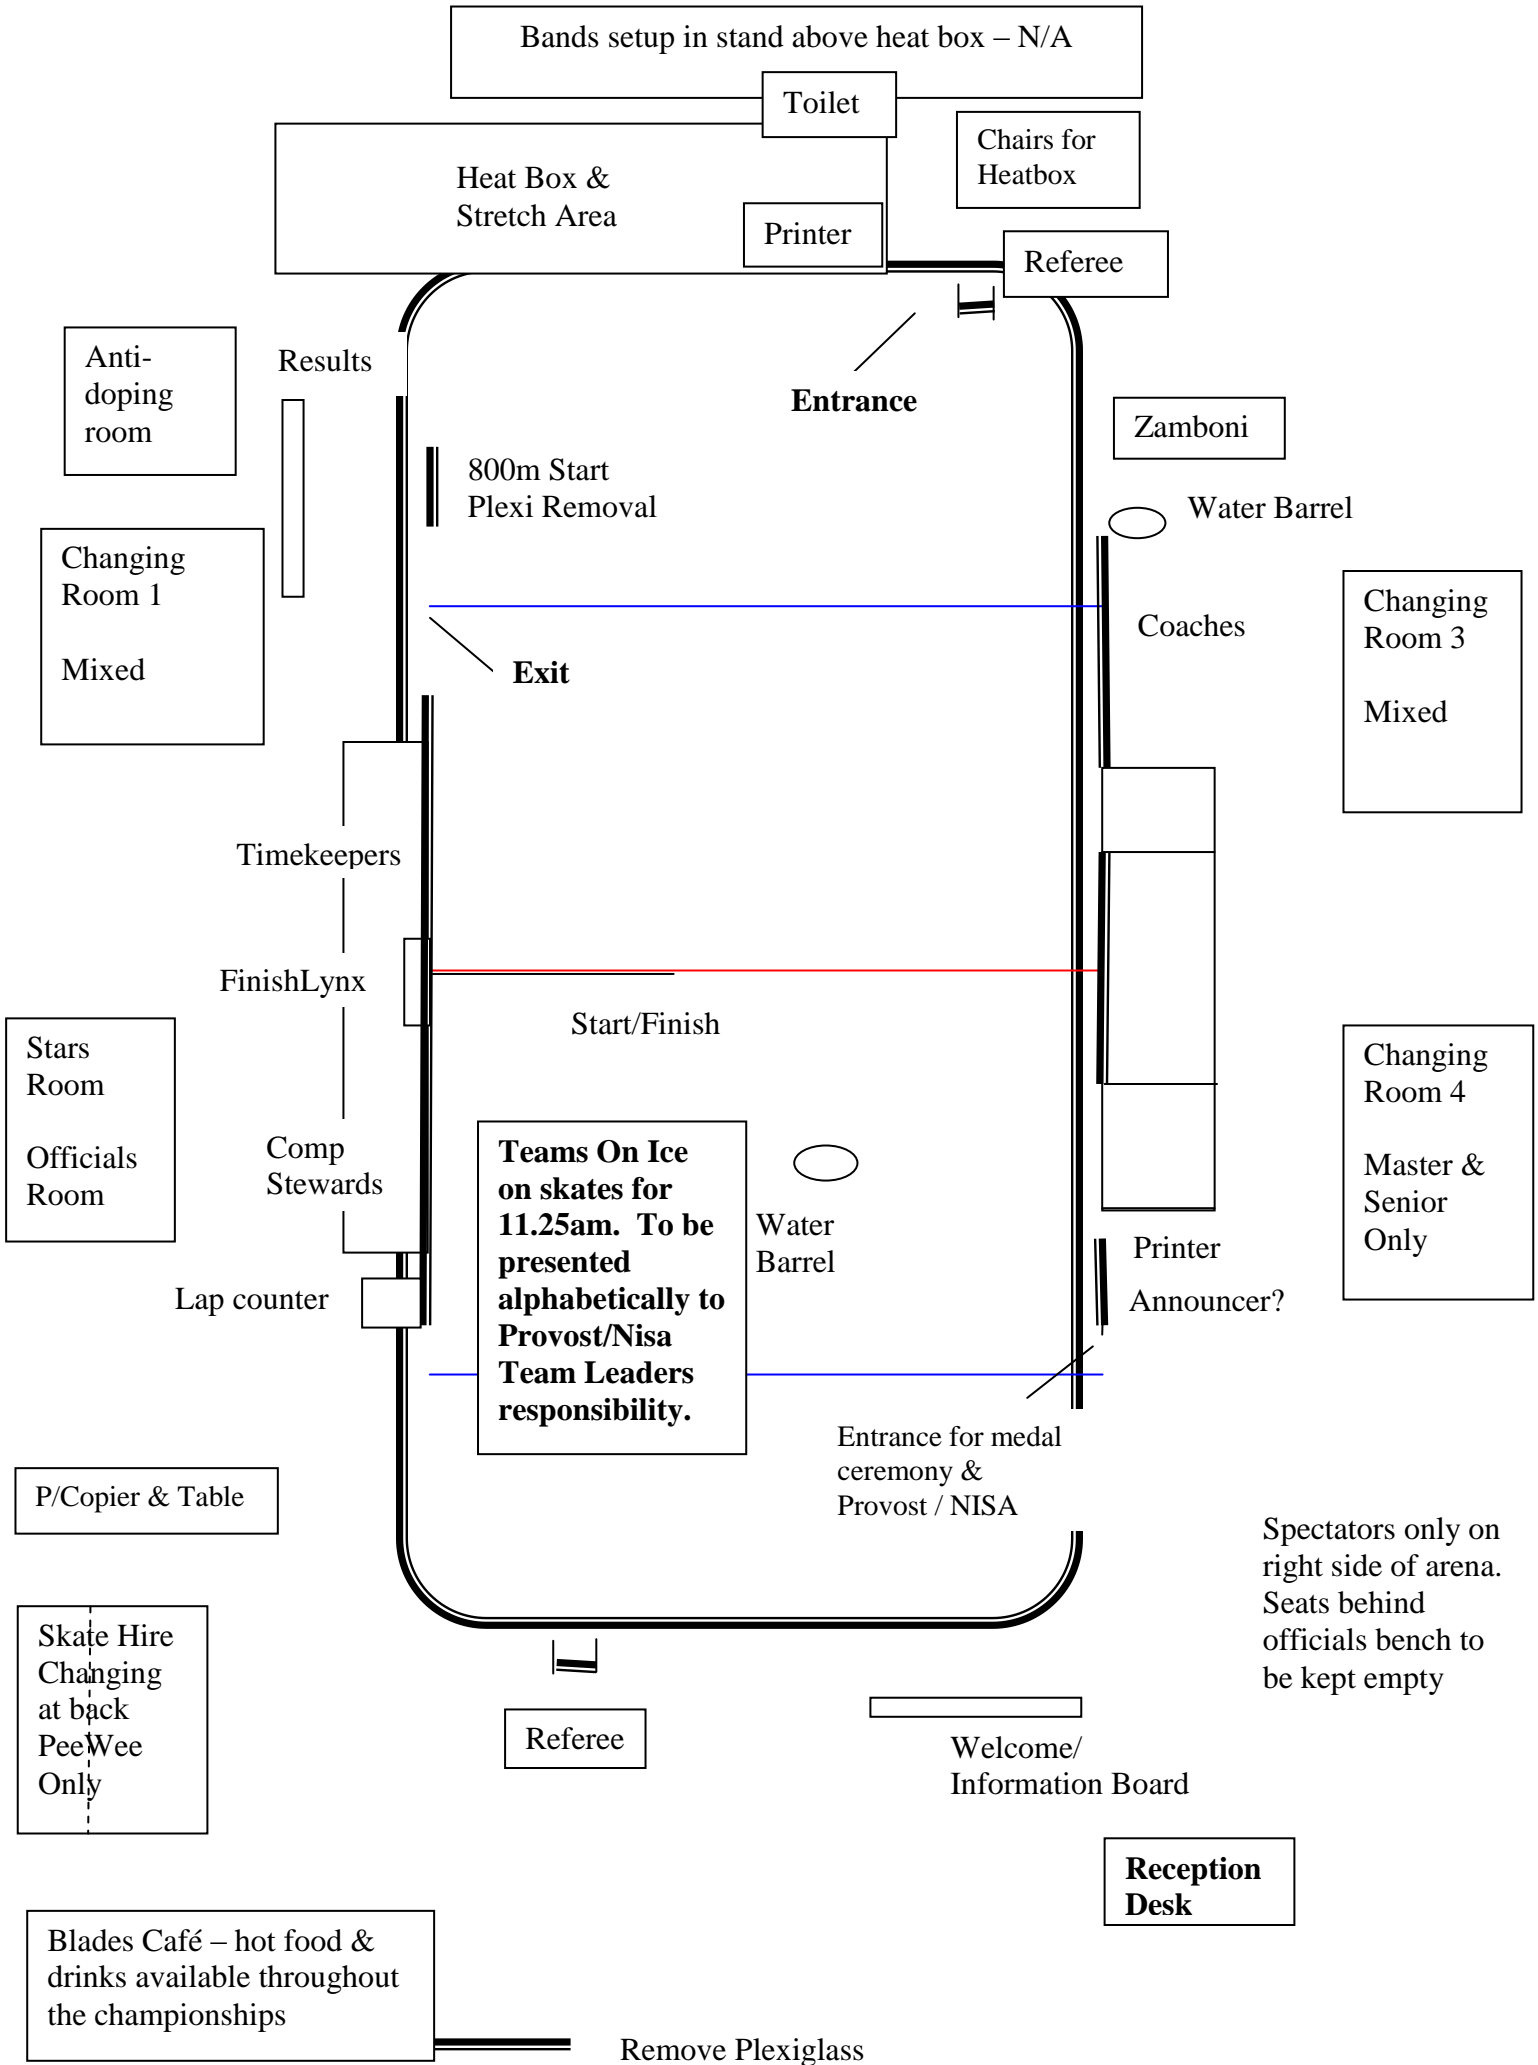 Bands setup in stand above heat box – N/A
Toilet
Chairs for
Heatbox
Heat Box &
Stretch Area
Printer
Referee
Anti-
doping
room
Results
Entrance
Zamboni
800m Start
Plexi Removal
Water Barrel
Changing
Room 1
Mixed
Changing
Room 3
Mixed
Coaches
Exit
Timekeepers
FinishLynx
Start/Finish
Stars
Room
Officials
Room
Comp
Stewards
Teams On Ice
on skates for
11.25am.  To be
presented
alphabetically to
Provost/Nisa
Team Leaders
responsibility.
Water
Barrel
Changing
Room 4
Master &
Senior
Only
Printer
Announcer?
Lap counter
Entrance for medal
ceremony &
Provost / NISA
P/Copier & Table
Spectators only on
right side of arena.
Seats behind
officials bench to
be kept empty
Skate Hire
Changing
at back
PeeWee
Only
Referee
Welcome/
Information Board
Reception
Desk
Blades Café – hot food &
drinks available throughout
the championships
Remove Plexiglass